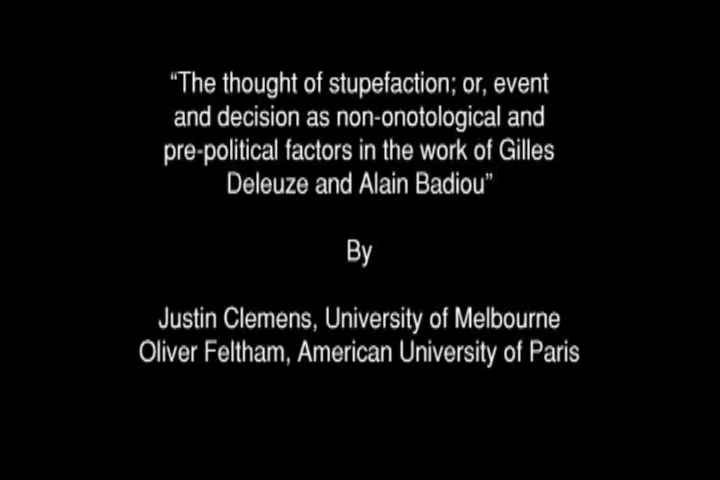 “The thought of stupefaction; or, event
and decision as non-onotological and
pre-political factors in the work of Gilles
Deleuze and Alain Badiou”
By
Justin Clemens, University of Melbourne
Oliver Feltham, American University of Paris